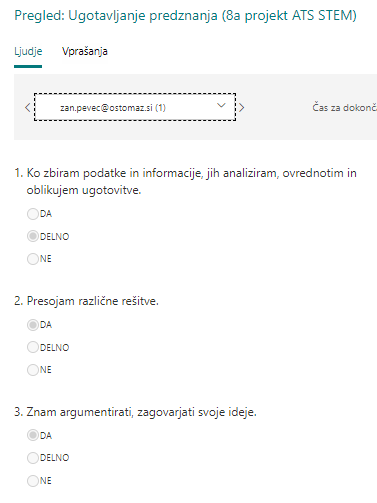 Pregled: Ugotavljanje predznanja (8a projekt ATS STEM)
Ljudje Vprašanja
zan.pevec@ostomaz.si (1) Čas za dokonč
1. Ko zbiram podatke in informacije, jih analiziram, ovrednotim in
oblikujem ugotovitve.
DA
DELNO
NE
2. Presojam različne rešitve.
DA
DELNO
NE
3. Znam argumentirati, zagovarjati svoje ideje.
DA
DELNO
NE